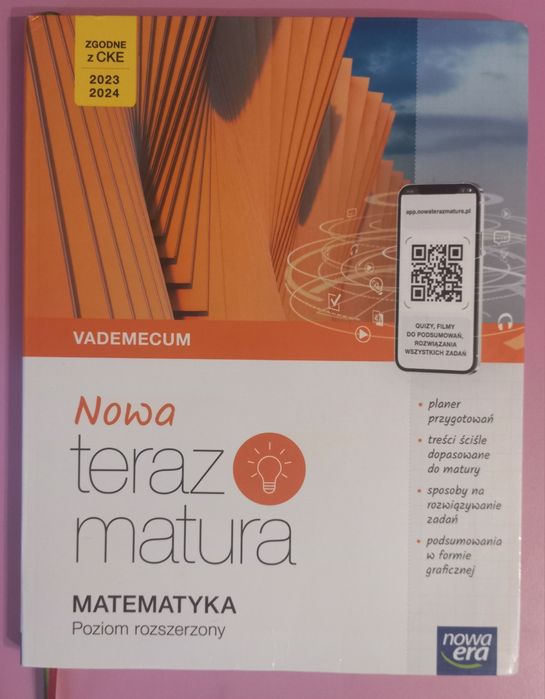 ZGODNE
z CKE
2023
2024
app.nowaterazmatura.pl
QUIZY, FILMY
DO PODSUMOWAŃ,
ROZWIĄZANIA
WSZYSTKICH ZADAŃ
VADEMECUM
Nowa
teraz
matura
MATEMATYKA
Poziom rozszerzony
• planer
przygotowań
• treści ściśle
dopasowane
do matury
• sposoby na
rozwiązywanie
zadań
• podsumowania
w formie
graficznej
nowa
era